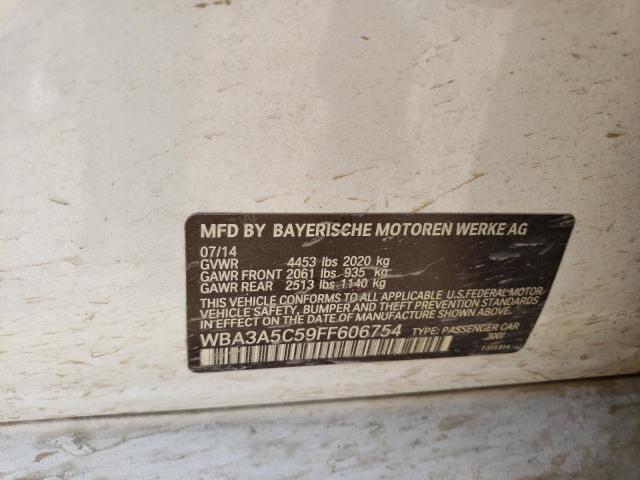 MFD BY BAYERISCHE MOTOREN WERKE AG
07/14
GVWR 4453 lbs 2020 kg
GAWR FRONT 2061 lbs 935 kg
GAWR REAR 2513 lbs 1140 kg
THIS VEHICLE CONFORMS TO ALL APPLICABLE U.S.FEDERAL MOTOR
VEHICLE SAFETY, BUMPER, AND THEFT PREVENTION STANDARDS
IN EFFECT ON THE DATE OF MANUFACTURE SHOWN ABOVE.
WBA3A5C59FF606754 TYPE: PASSENGER CAR